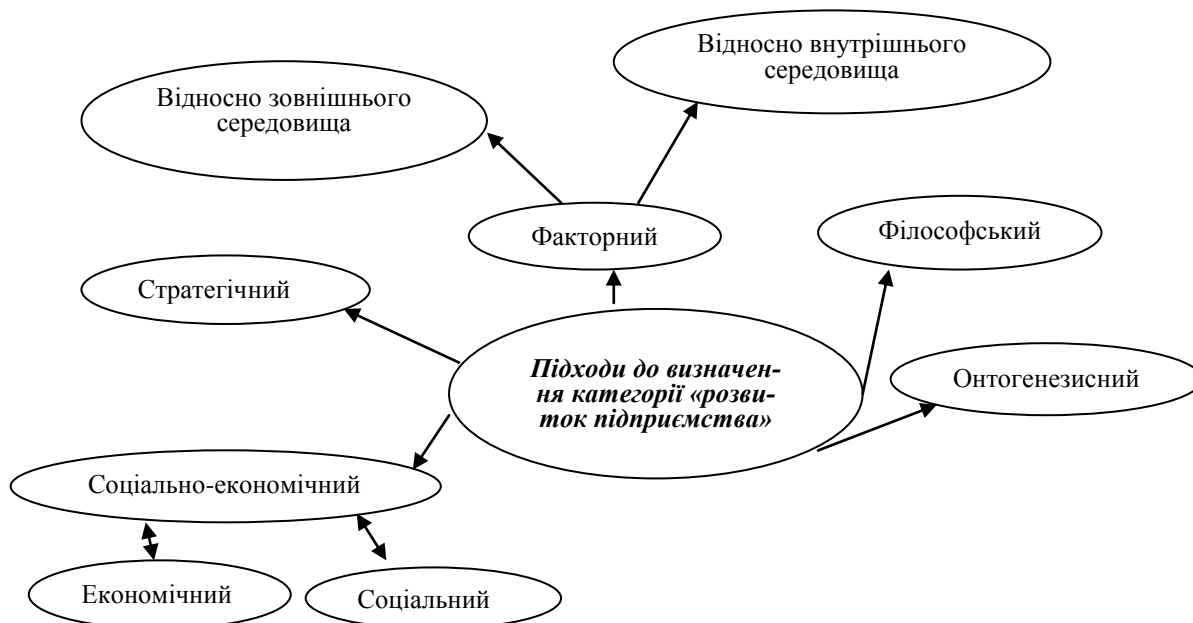 Відносно внутрішнього
середовища
Відносно зовнішнього
середовища
Факторний
Філософський
Стратегічний
Підходи до визначен-
ня категорії «розви-
ток підприємства»
Онтогенезисний
Соціально-економічний
Економічний
Соціальний